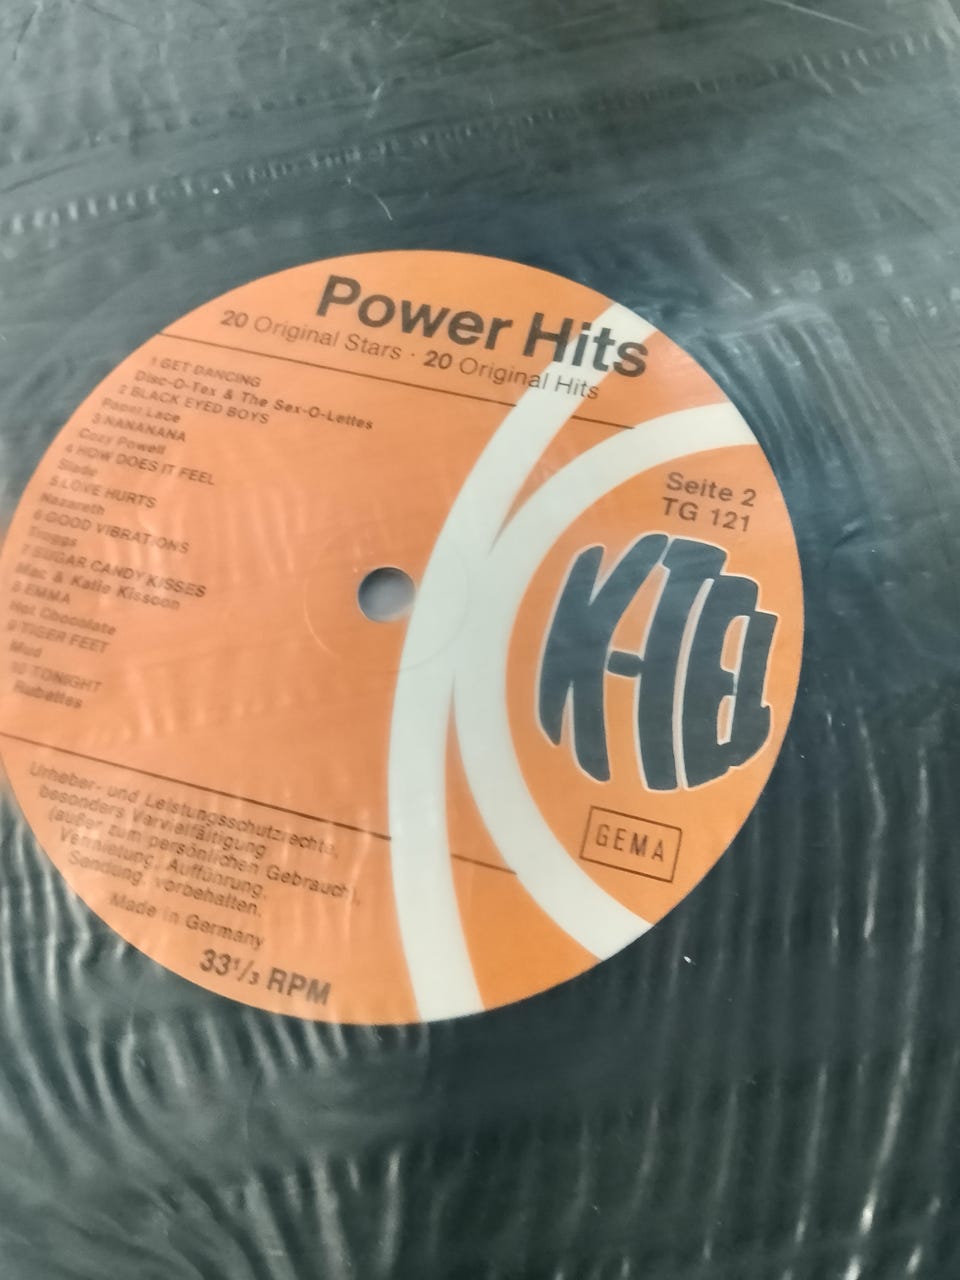 Power Hits
20 Original Stars · 20 Original Hits
1 GET DANCING
Disc-O-Tex & The Sex-O-Lettes
2 BLACK EYED BOYS
Paper Lace
3 NANANANA
Cozy Powell
4 HOW DOES IT FEEL
Slade
5 LOVE HURTS
Nazareth
6 GOOD VIBRATIONS
Troggs
7 SUGAR CANDY KISSES
Mac & Katie Kissoon
8 EMMA
Hot Chocolate
9 TIGER FEET
Mud
10 TONIGHT
Rubettes
Seite 2
TG 121
K-TEL
GEMA
Urheber- und Leistungsschutzrechte,
besonders Vervielfältigung
(außer zum persönlichen Gebrauch),
Vermietung, Aufführung,
Sendung, vorbehalten.
Made in Germany
33⅓ RPM